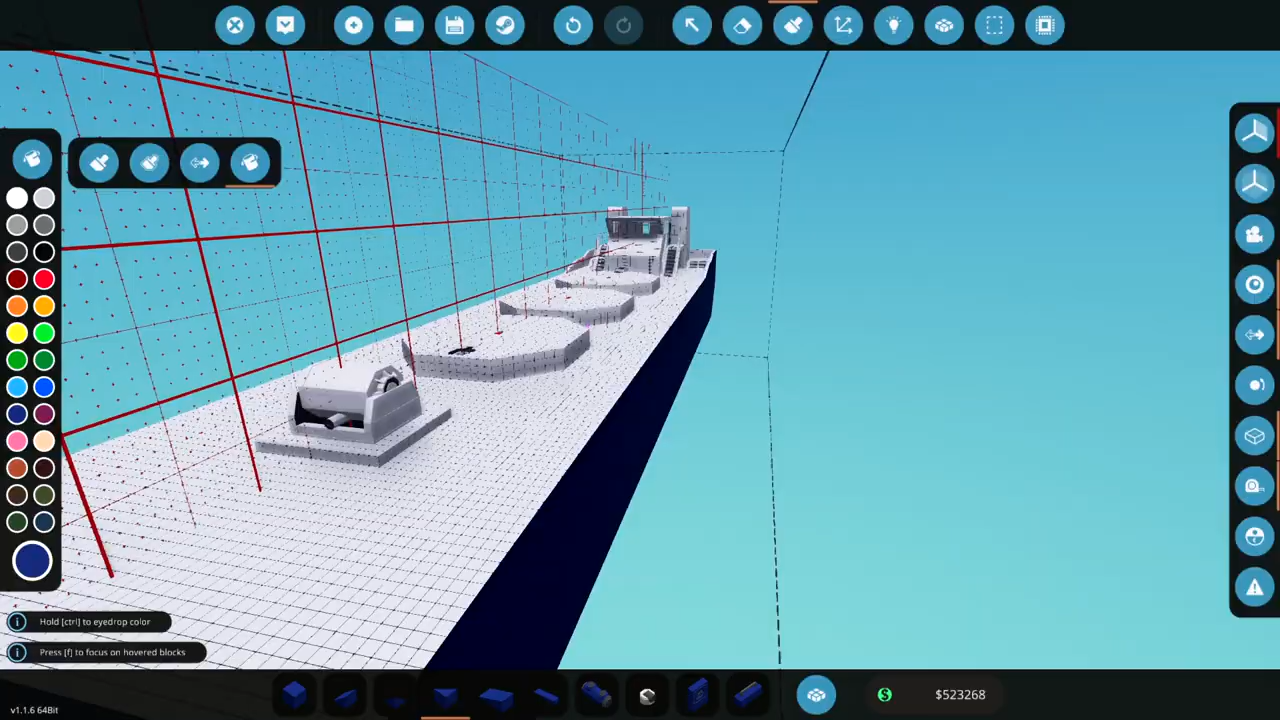 Hold [ctrl] to eyedrop color
Press [f] to focus on hovered blocks
$523268
v1.1.6 64Bit